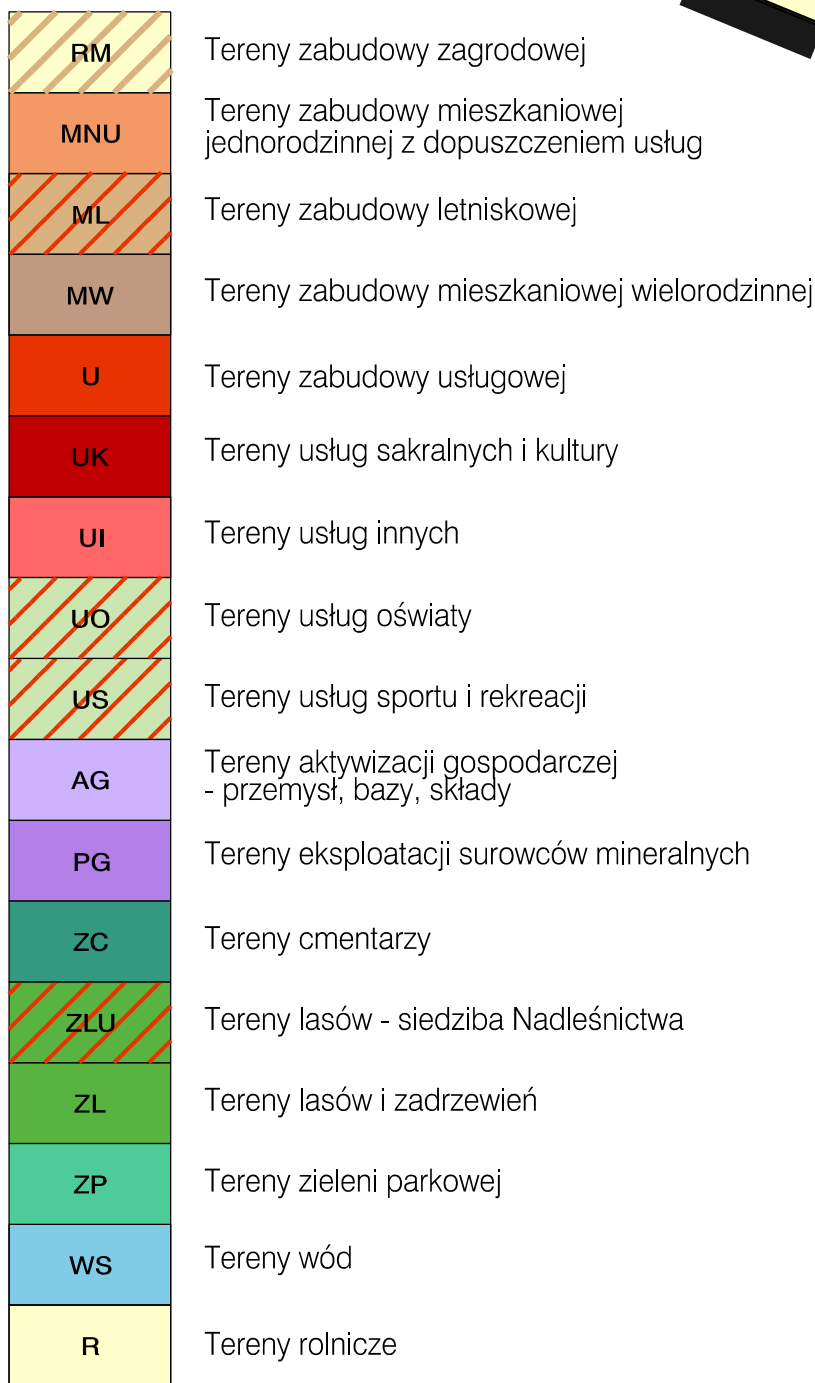 RM Tereny zabudowy zagrodowej
MNU Tereny zabudowy mieszkaniowej
jednorodzinnej z dopuszczeniem usług
ML Tereny zabudowy letniskowej
MW Tereny zabudowy mieszkaniowej wielorodzinnej
U Tereny zabudowy usługowej
UK Tereny usług sakralnych i kultury
UI Tereny usług innych
UO Tereny usług oświaty
US Tereny usług sportu i rekreacji
AG Tereny aktywizacji gospodarczej
- przemysł, bazy, składy
PG Tereny eksploatacji surowców mineralnych
ZC Tereny cmentarzy
ZLU Tereny lasów - siedziba Nadleśnictwa
ZL Tereny lasów i zadrzewień
ZP Tereny zieleni parkowej
WS Tereny wód
R Tereny rolnicze